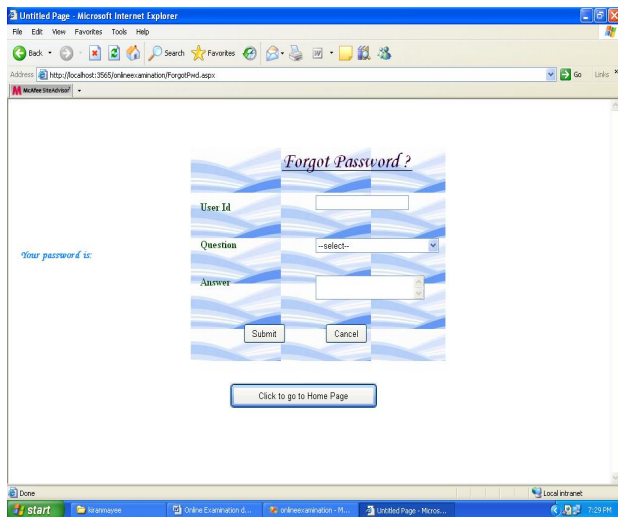 Untitled Page - Microsoft Internet Explorer
File Edit View Favorites Tools Help
Back Search Favorites
Address http://localhost:3565/onlineexamination/ForgotPwd.aspx Go Links
McAfee SiteAdvisor
Forgot Password ?
User Id
Question --select--
Your password is:
Answer
Submit Cancel
Click to go to Home Page
Done Local intranet
start kiranmayee Online Examination d... onlineexamination - M... Untitled Page - Micros... 7:29 PM